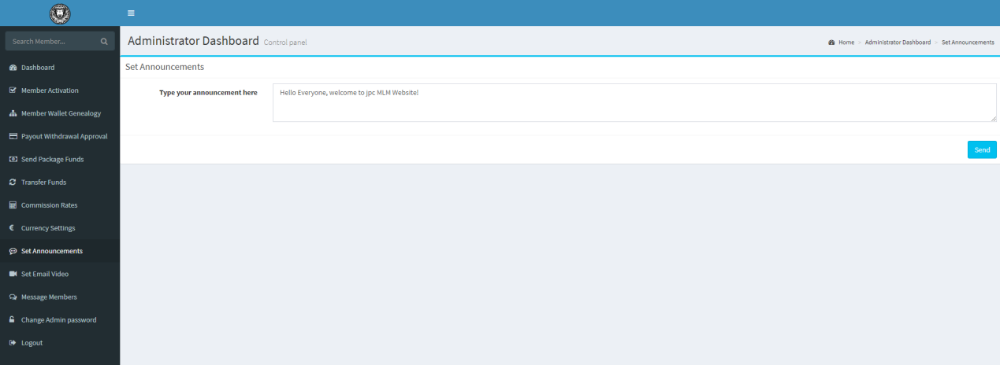 Search Member...
Dashboard
Member Activation
Member Wallet Genealogy
Payout Withdrawal Approval
Send Package Funds
Transfer Funds
Commission Rates
Currency Settings
Set Announcements
Set Email Video
Message Members
Change Admin password
Logout
Administrator Dashboard Control panel
Home > Administrator Dashboard > Set Announcements
Set Announcements
Type your announcement here
Hello Everyone, welcome to jpc MLM Website!
Send